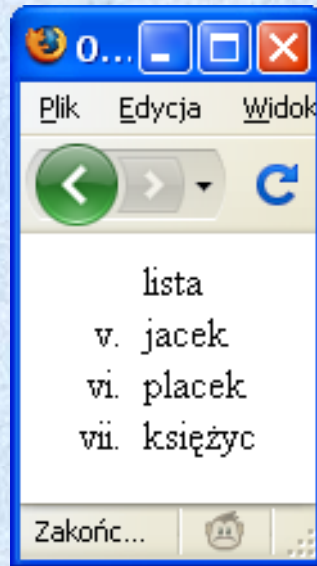 0...
Plik Edycja Widok
lista
v. jacek
vi. placek
vii. księżyc
Zakońc...